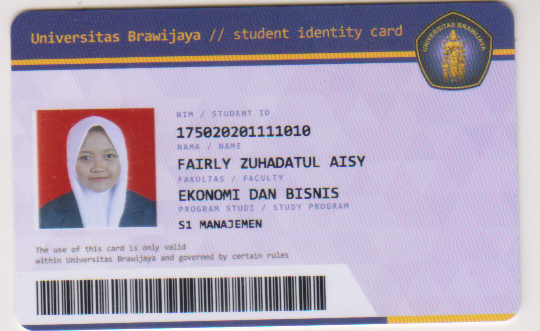 Universitas Brawijaya // student identity card
UNIVERSITAS BRAWIJAYA
NIM / STUDENT ID
175020201111010
NAMA / NAME
FAIRLY ZUHADATUL AISY
FAKULTAS / FACULTY
EKONOMI DAN BISNIS
PROGRAM STUDI / STUDY PROGRAM
S1 MANAJEMEN
The use of this card is only valid
within Universitas Brawijaya and governed by certain rules